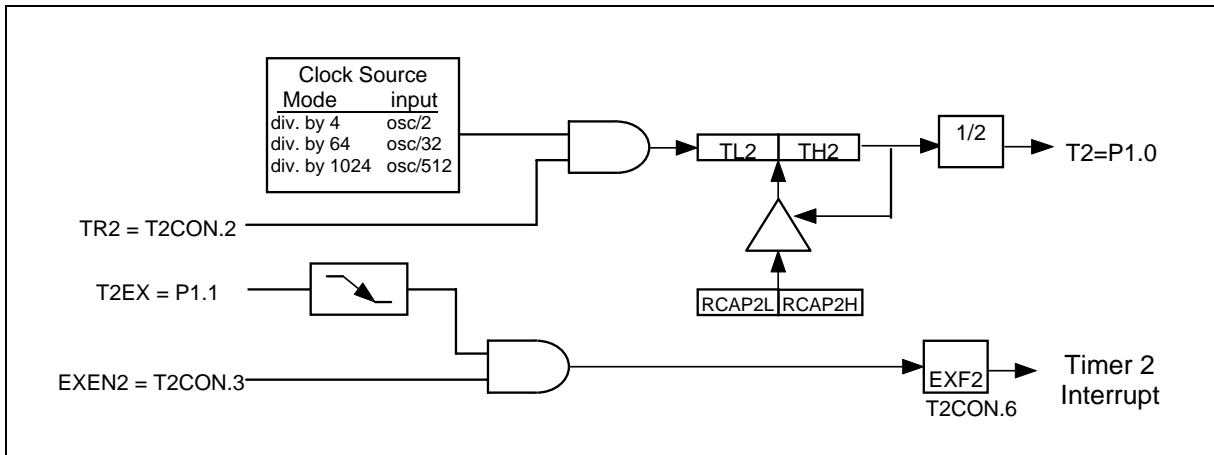 Clock Source
Mode input
div. by 4 osc/2
div. by 64 osc/32
div. by 1024 osc/512
TL2 TH2
1/2
T2=P1.0
TR2 = T2CON.2
T2EX = P1.1
RCAP2L RCAP2H
EXEN2 = T2CON.3
EXF2
T2CON.6
Timer 2
Interrupt